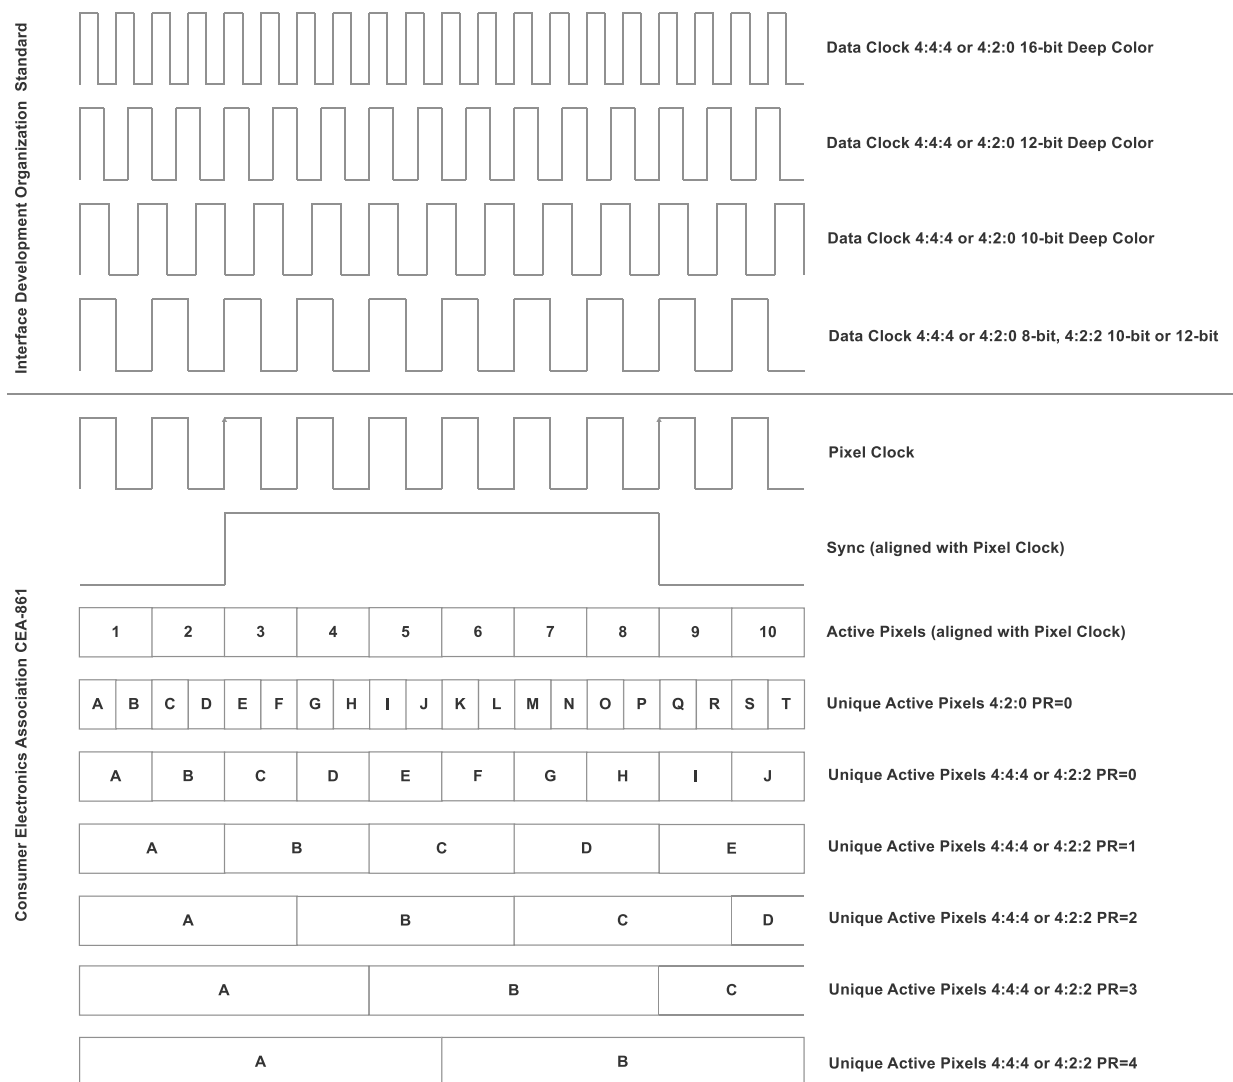 Interface Development Organization Standard
Data Clock 4:4:4 or 4:2:0 16-bit Deep Color
Data Clock 4:4:4 or 4:2:0 12-bit Deep Color
Data Clock 4:4:4 or 4:2:0 10-bit Deep Color
Data Clock 4:4:4 or 4:2:0 8-bit, 4:2:2 10-bit or 12-bit
Consumer Electronics Association CEA-861
Pixel Clock
Sync (aligned with Pixel Clock)
1 2 3 4 5 6 7 8 9 10 Active Pixels (aligned with Pixel Clock)
A B C D E F G H I J K L M N O P Q R S T Unique Active Pixels 4:2:0 PR=0
A B C D E F G H I J Unique Active Pixels 4:4:4 or 4:2:2 PR=0
A B C D E Unique Active Pixels 4:4:4 or 4:2:2 PR=1
A B C D Unique Active Pixels 4:4:4 or 4:2:2 PR=2
A B C Unique Active Pixels 4:4:4 or 4:2:2 PR=3
A B Unique Active Pixels 4:4:4 or 4:2:2 PR=4